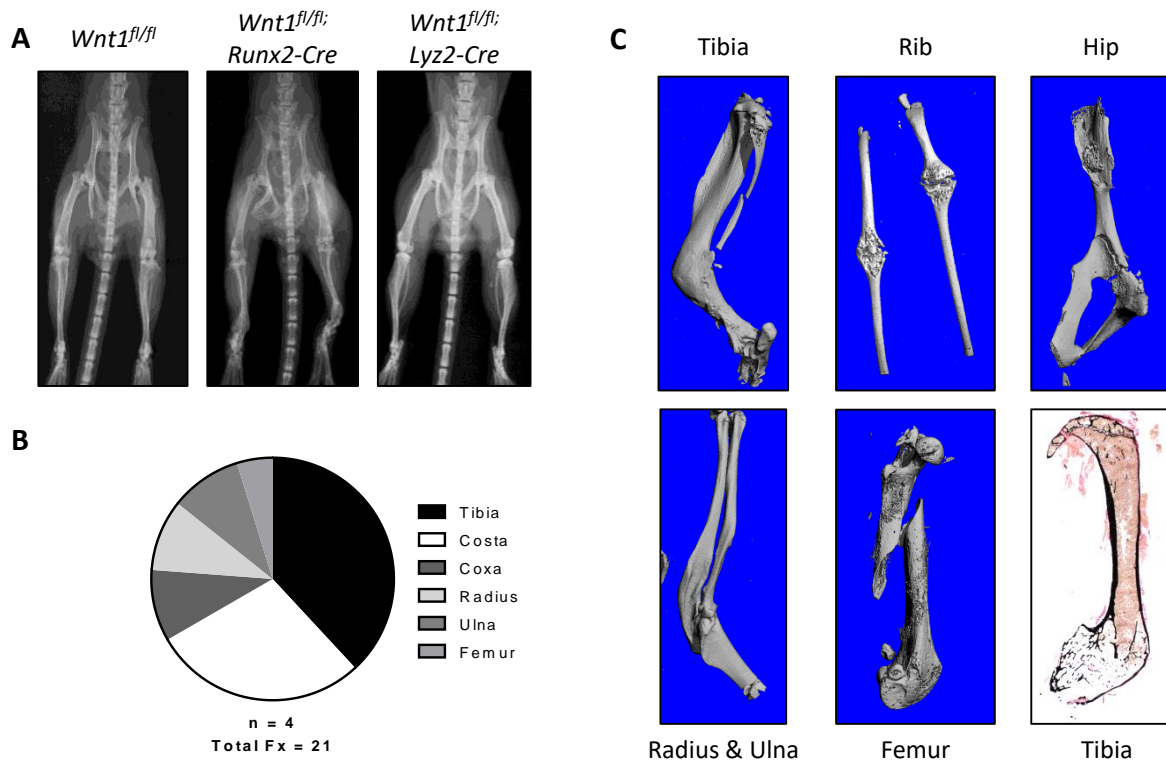 A
Wnt1fl/fl
Wnt1fl/fl;
Runx2-Cre
Wnt1fl/fl;
Lyz2-Cre
B
Tibia
Costa
Coxa
Radius
Ulna
Femur
n = 4
Total Fx = 21
C
Tibia
Rib
Hip
Radius & Ulna
Femur
Tibia